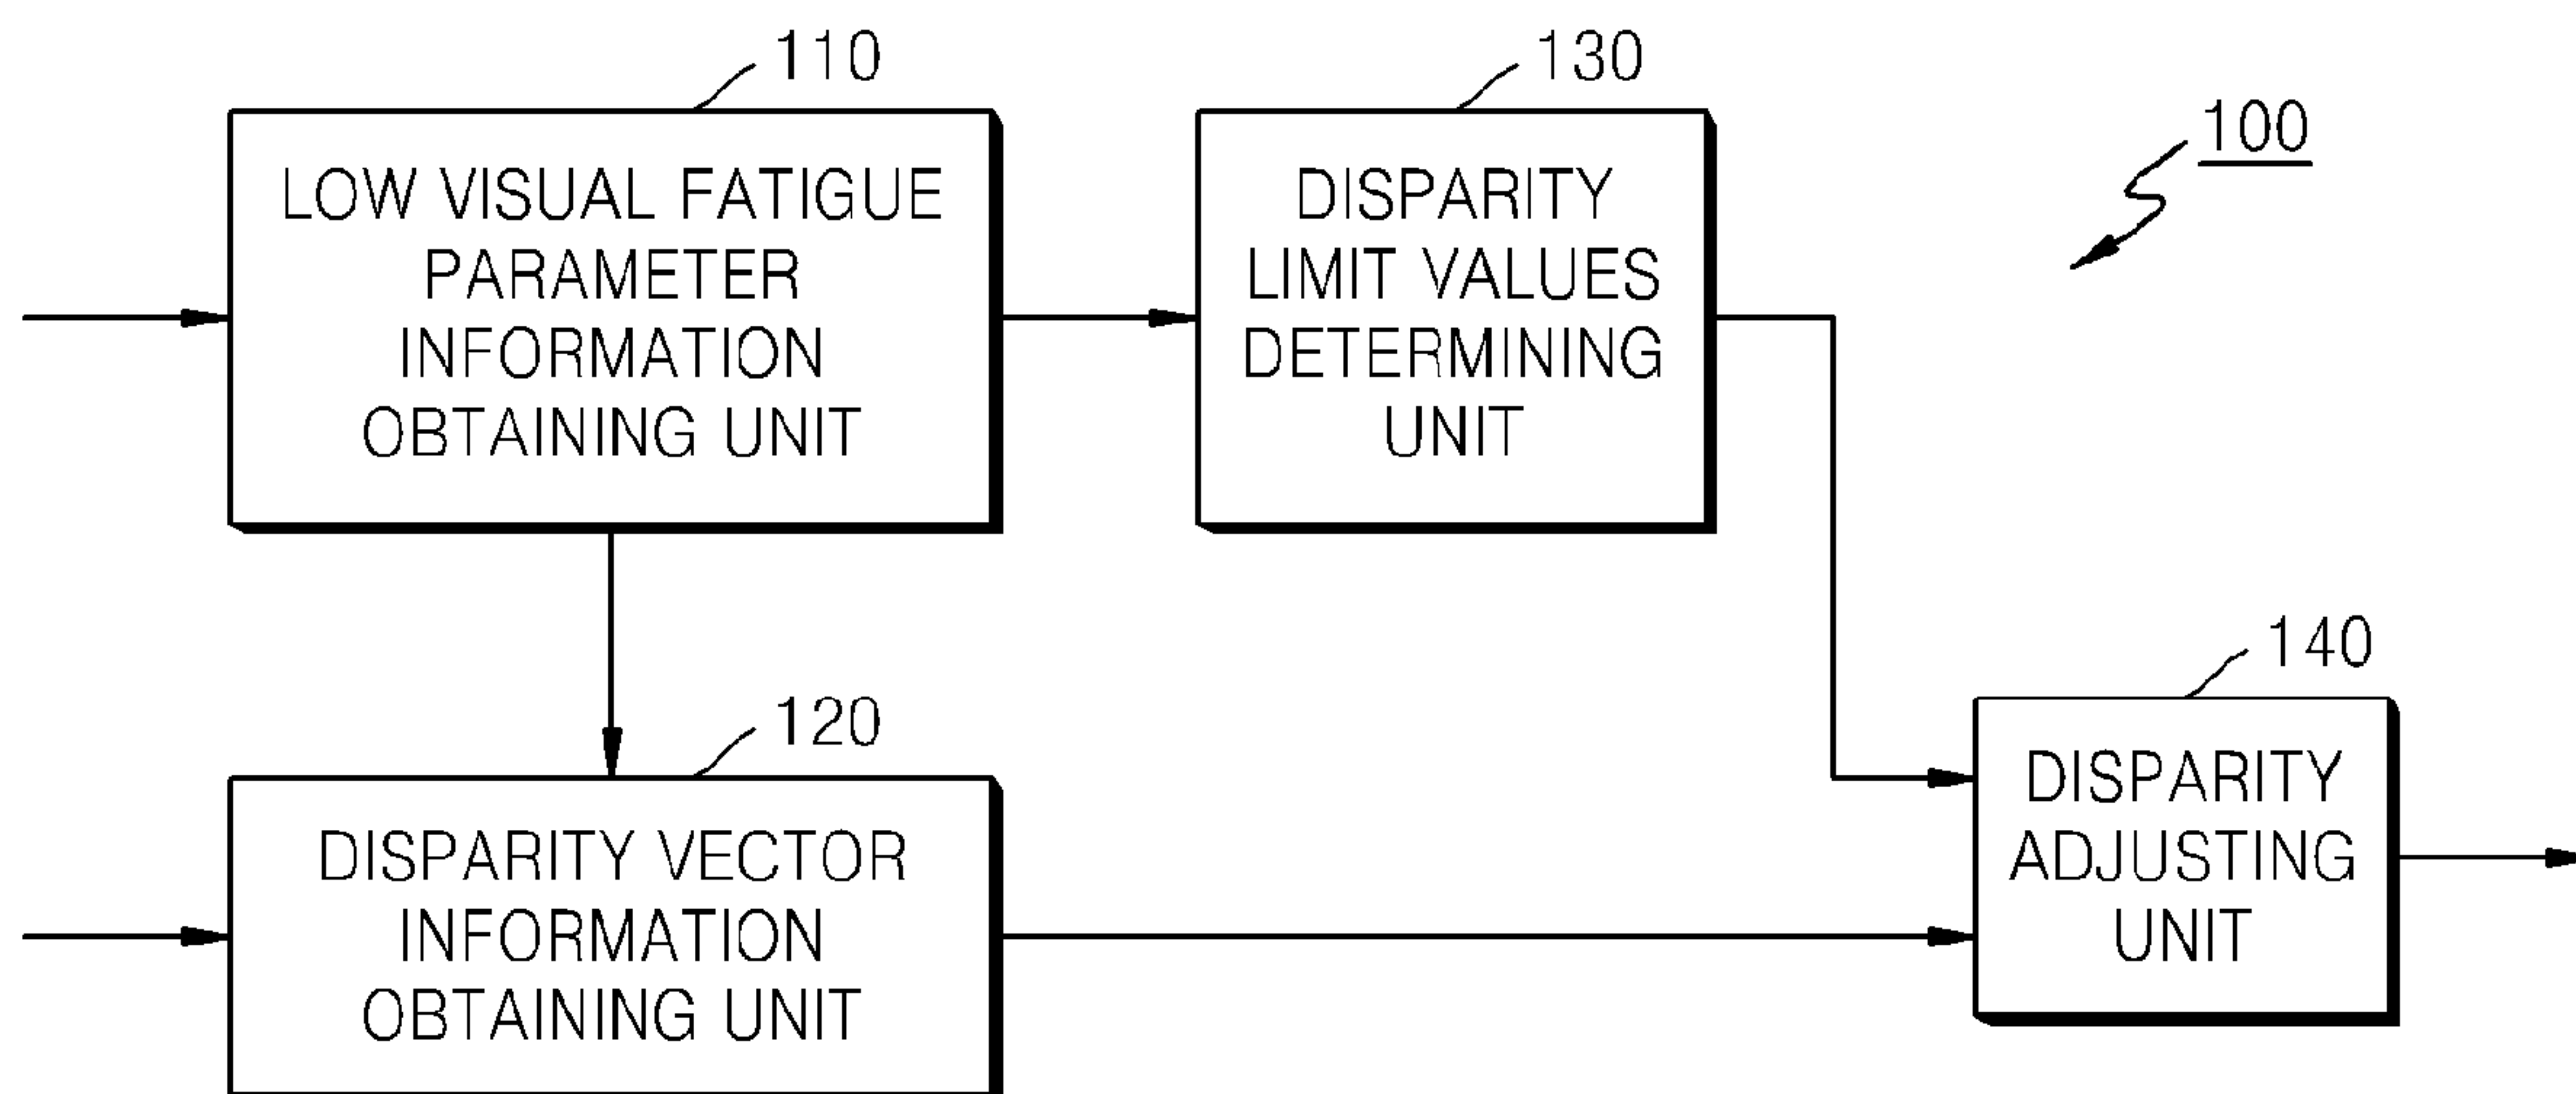 110
LOW VISUAL FATIGUE
PARAMETER
INFORMATION
OBTAINING UNIT
130
DISPARITY
LIMIT VALUES
DETERMINING
UNIT
100
120
DISPARITY VECTOR
INFORMATION
OBTAINING UNIT
140
DISPARITY
ADJUSTING
UNIT